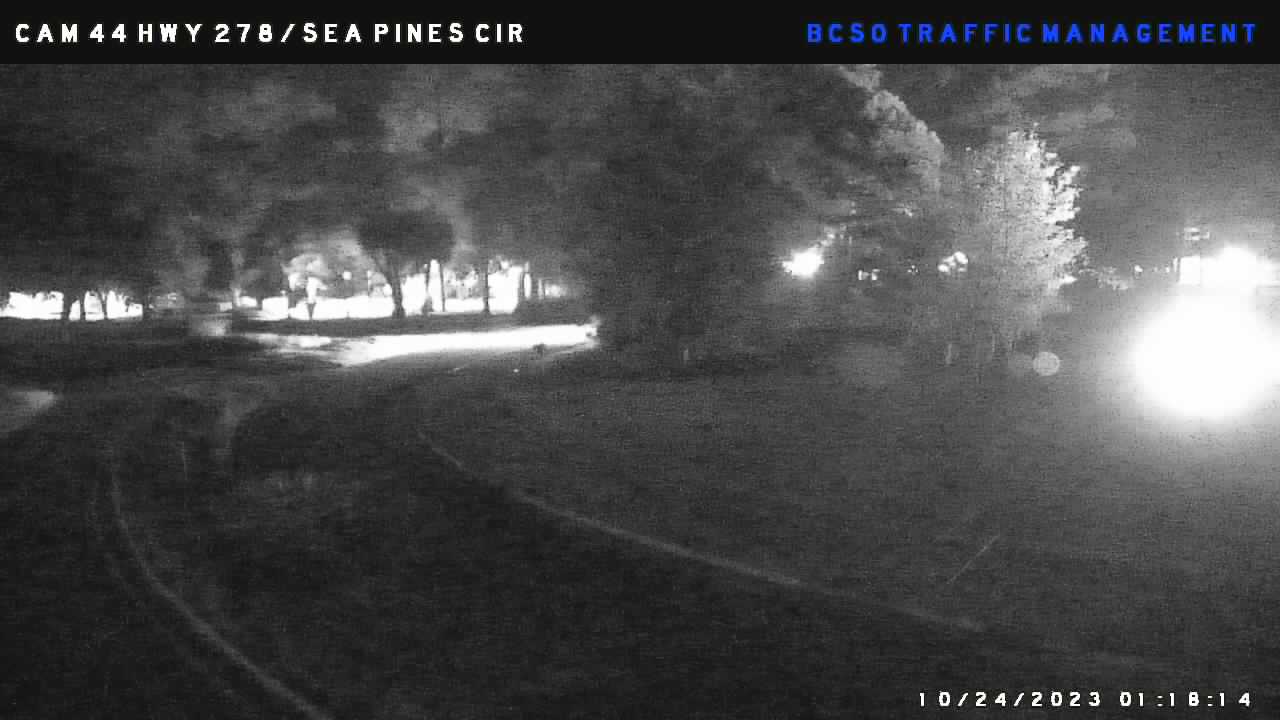 CAM 44 HWY 278/SEA PINES CIR
BCSO TRAFFIC MANAGEMENT
10/24/2023 01:18:14